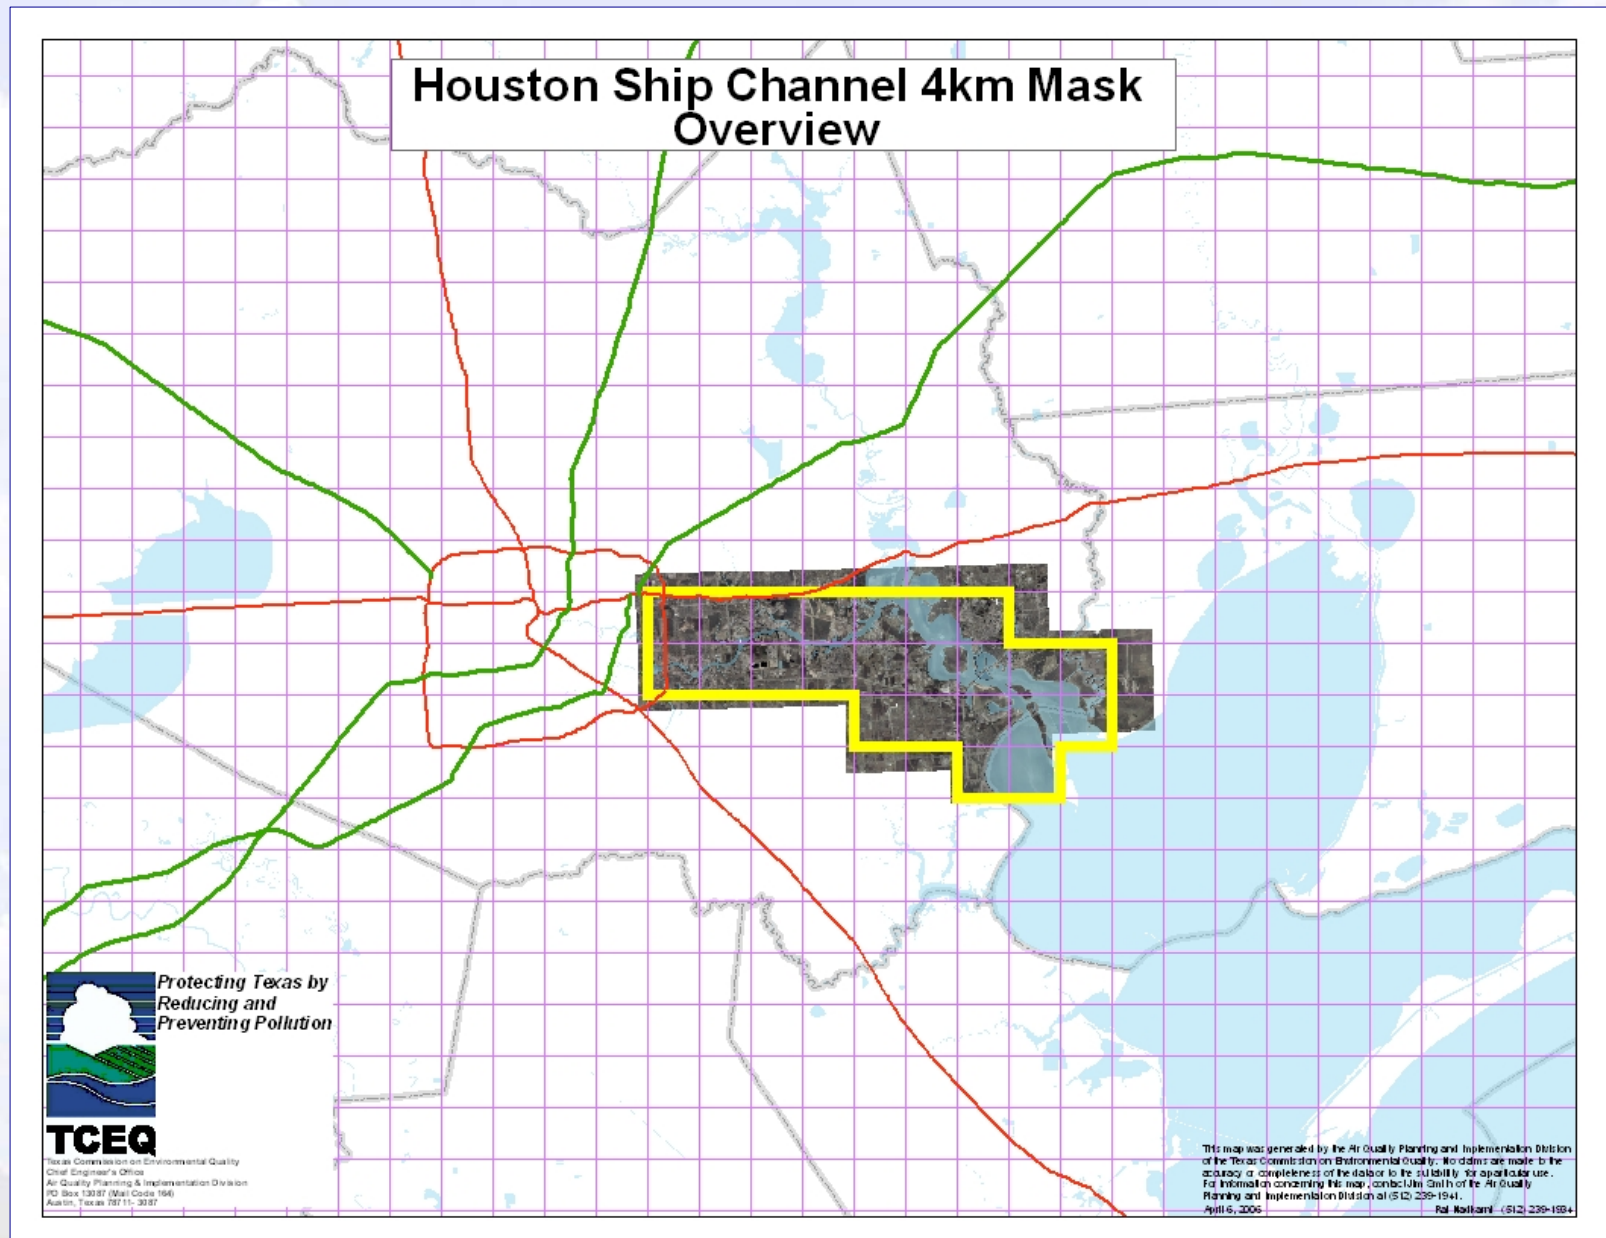 Houston Ship Channel 4km Mask
Overview
Protecting Texas by
Reducing and
Preventing Pollution
TCEQ
Texas Commission on Environmental Quality
Chief Engineer's Office
Air Quality Planning & Implementation Division
PO Box 13087 (Mail Code 164)
Austin, Texas 78711-3087
This map was generated by the Air Quality Planning and Implementation Division
of the Texas Commission on Environmental Quality. No claims are made to the
accuracy or completeness of the data or to the suitability for a particular use.
For information concerning this map, contact Jim Smith of the Air Quality
Planning and Implementation Division at (512) 239-1941.
April 6, 2006 (512) 239-1934